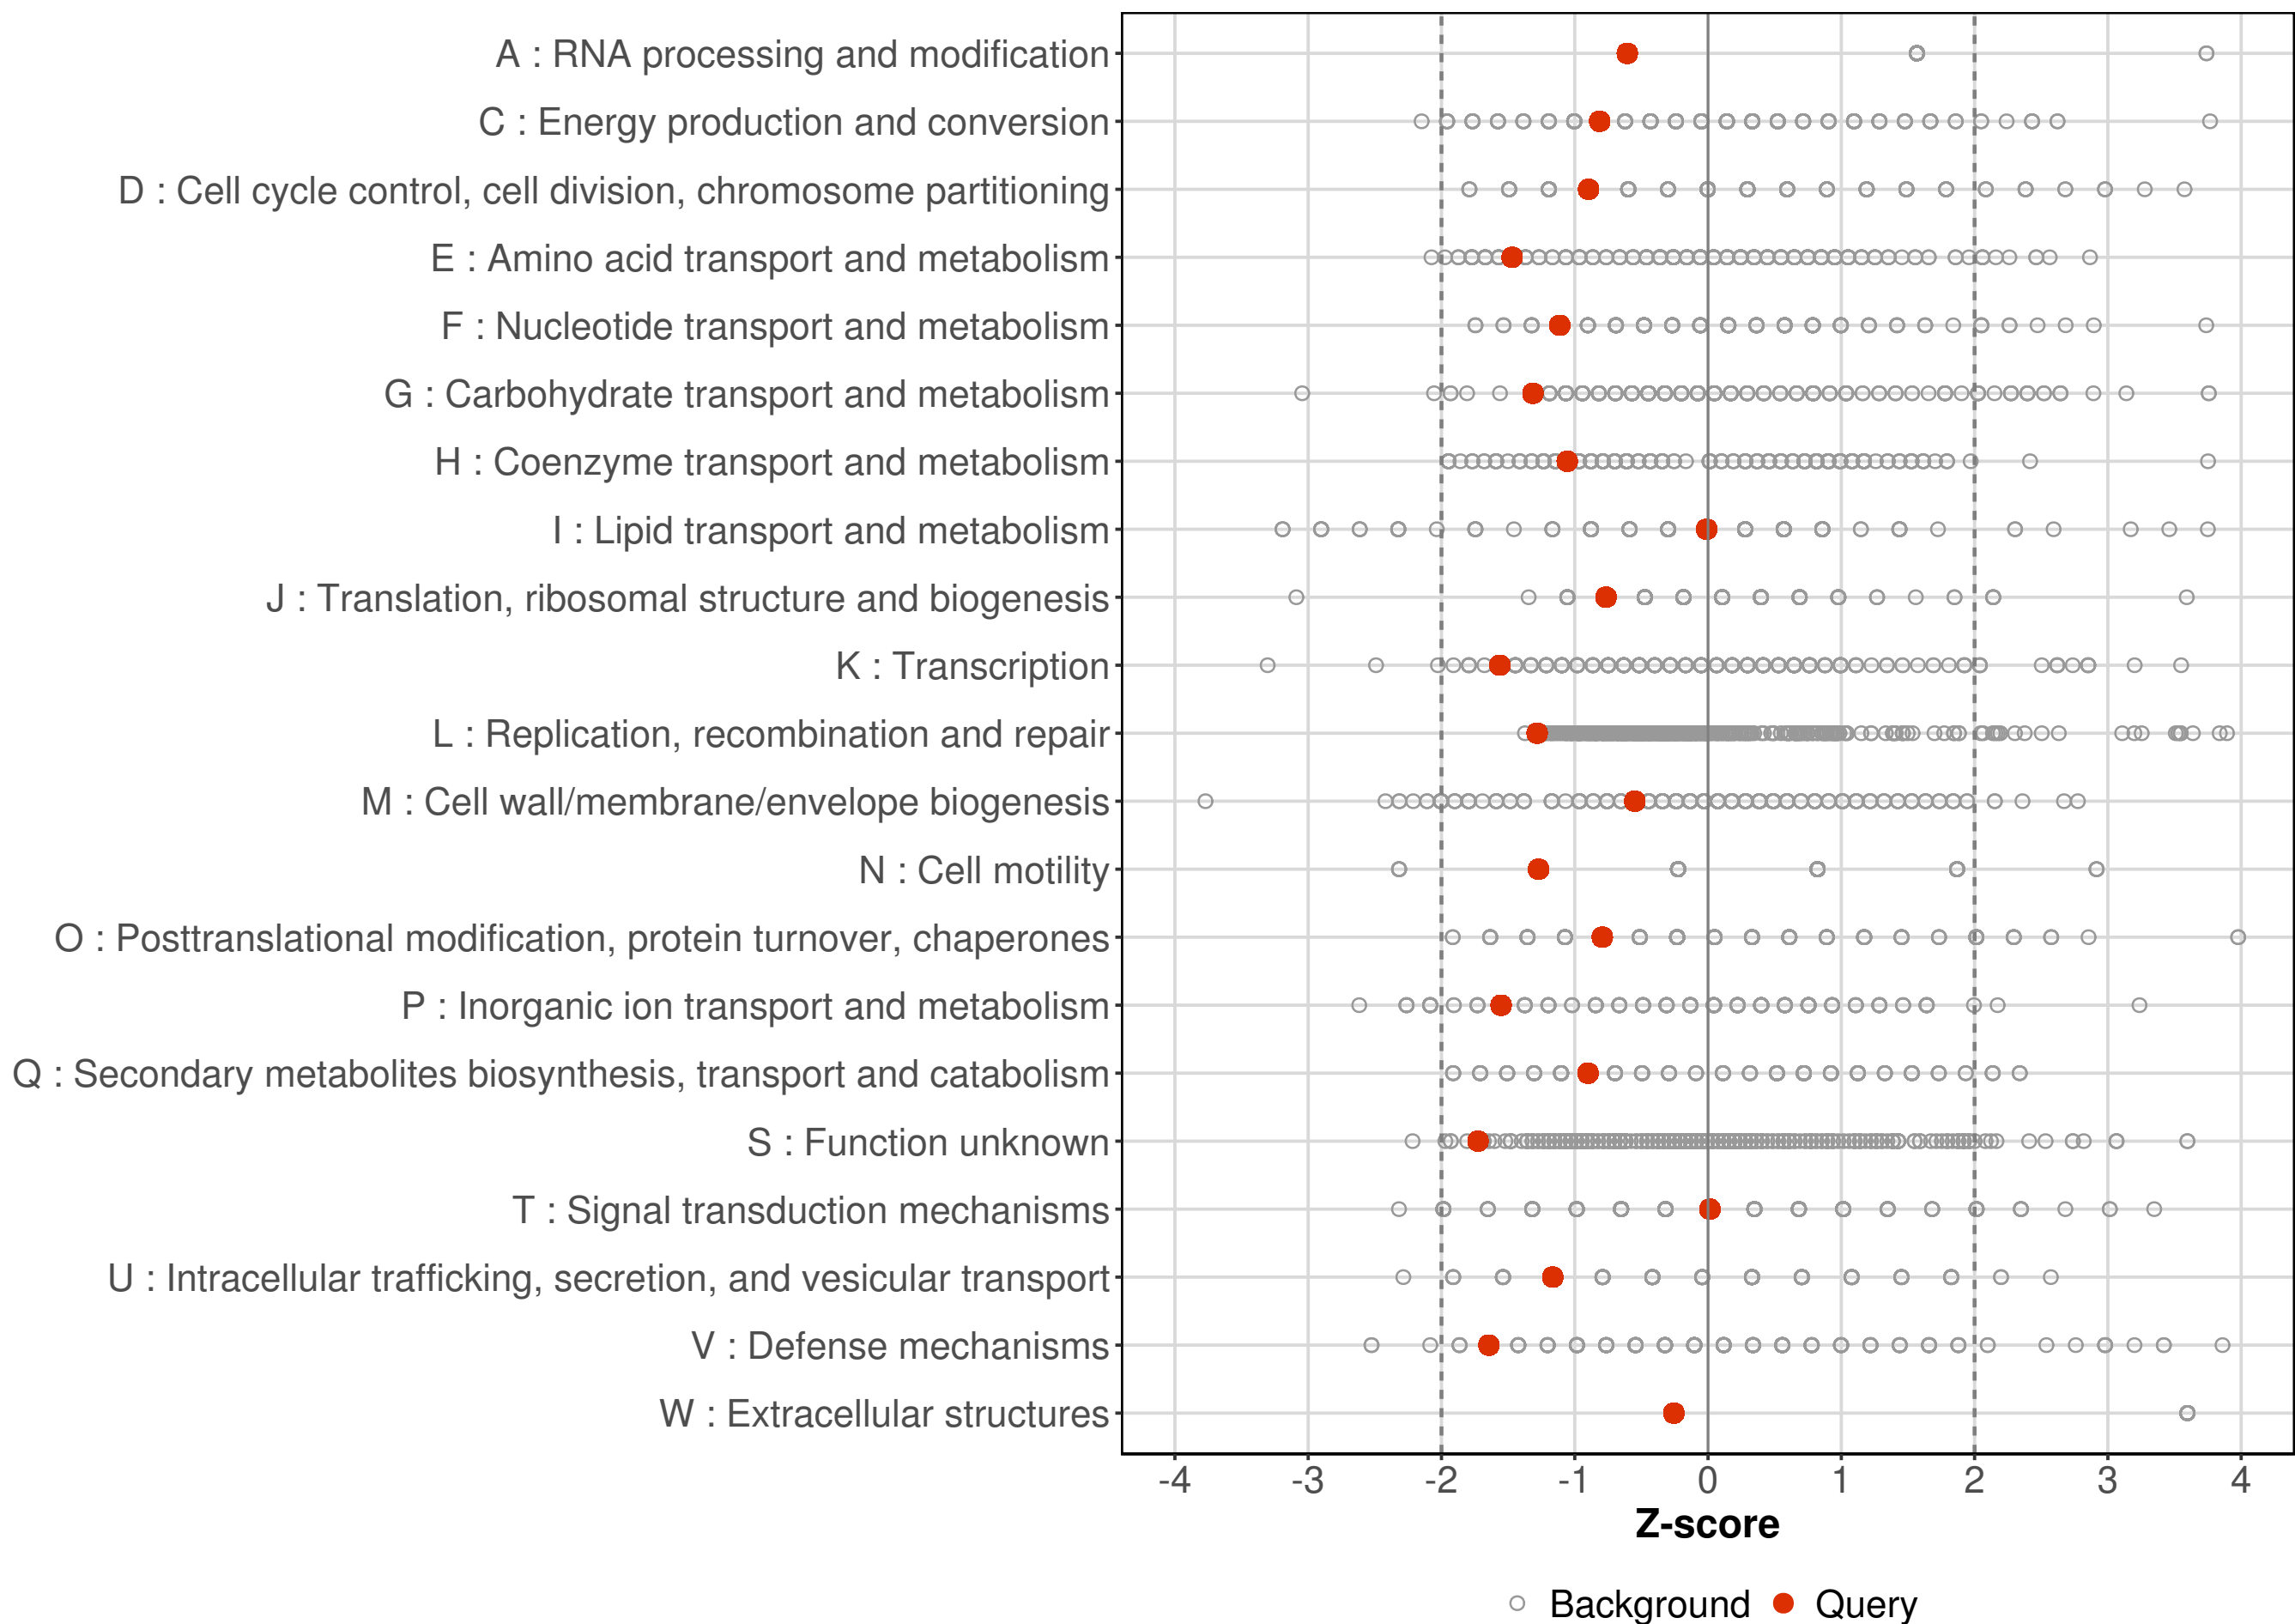 A : RNA processing and modification
C : Energy production and conversion
D : Cell cycle control, cell division, chromosome partitioning
E : Amino acid transport and metabolism
F : Nucleotide transport and metabolism
G : Carbohydrate transport and metabolism
H : Coenzyme transport and metabolism
I : Lipid transport and metabolism
J : Translation, ribosomal structure and biogenesis
K : Transcription
L : Replication, recombination and repair
M : Cell wall/membrane/envelope biogenesis
N : Cell motility
O : Posttranslational modification, protein turnover, chaperones
P : Inorganic ion transport and metabolism
Q : Secondary metabolites biosynthesis, transport and catabolism
S : Function unknown
T : Signal transduction mechanisms
U : Intracellular trafficking, secretion, and vesicular transport
V : Defense mechanisms
W : Extracellular structures
-4 -3 -2 -1 0 1 2 3 4
Z-score
Background Query